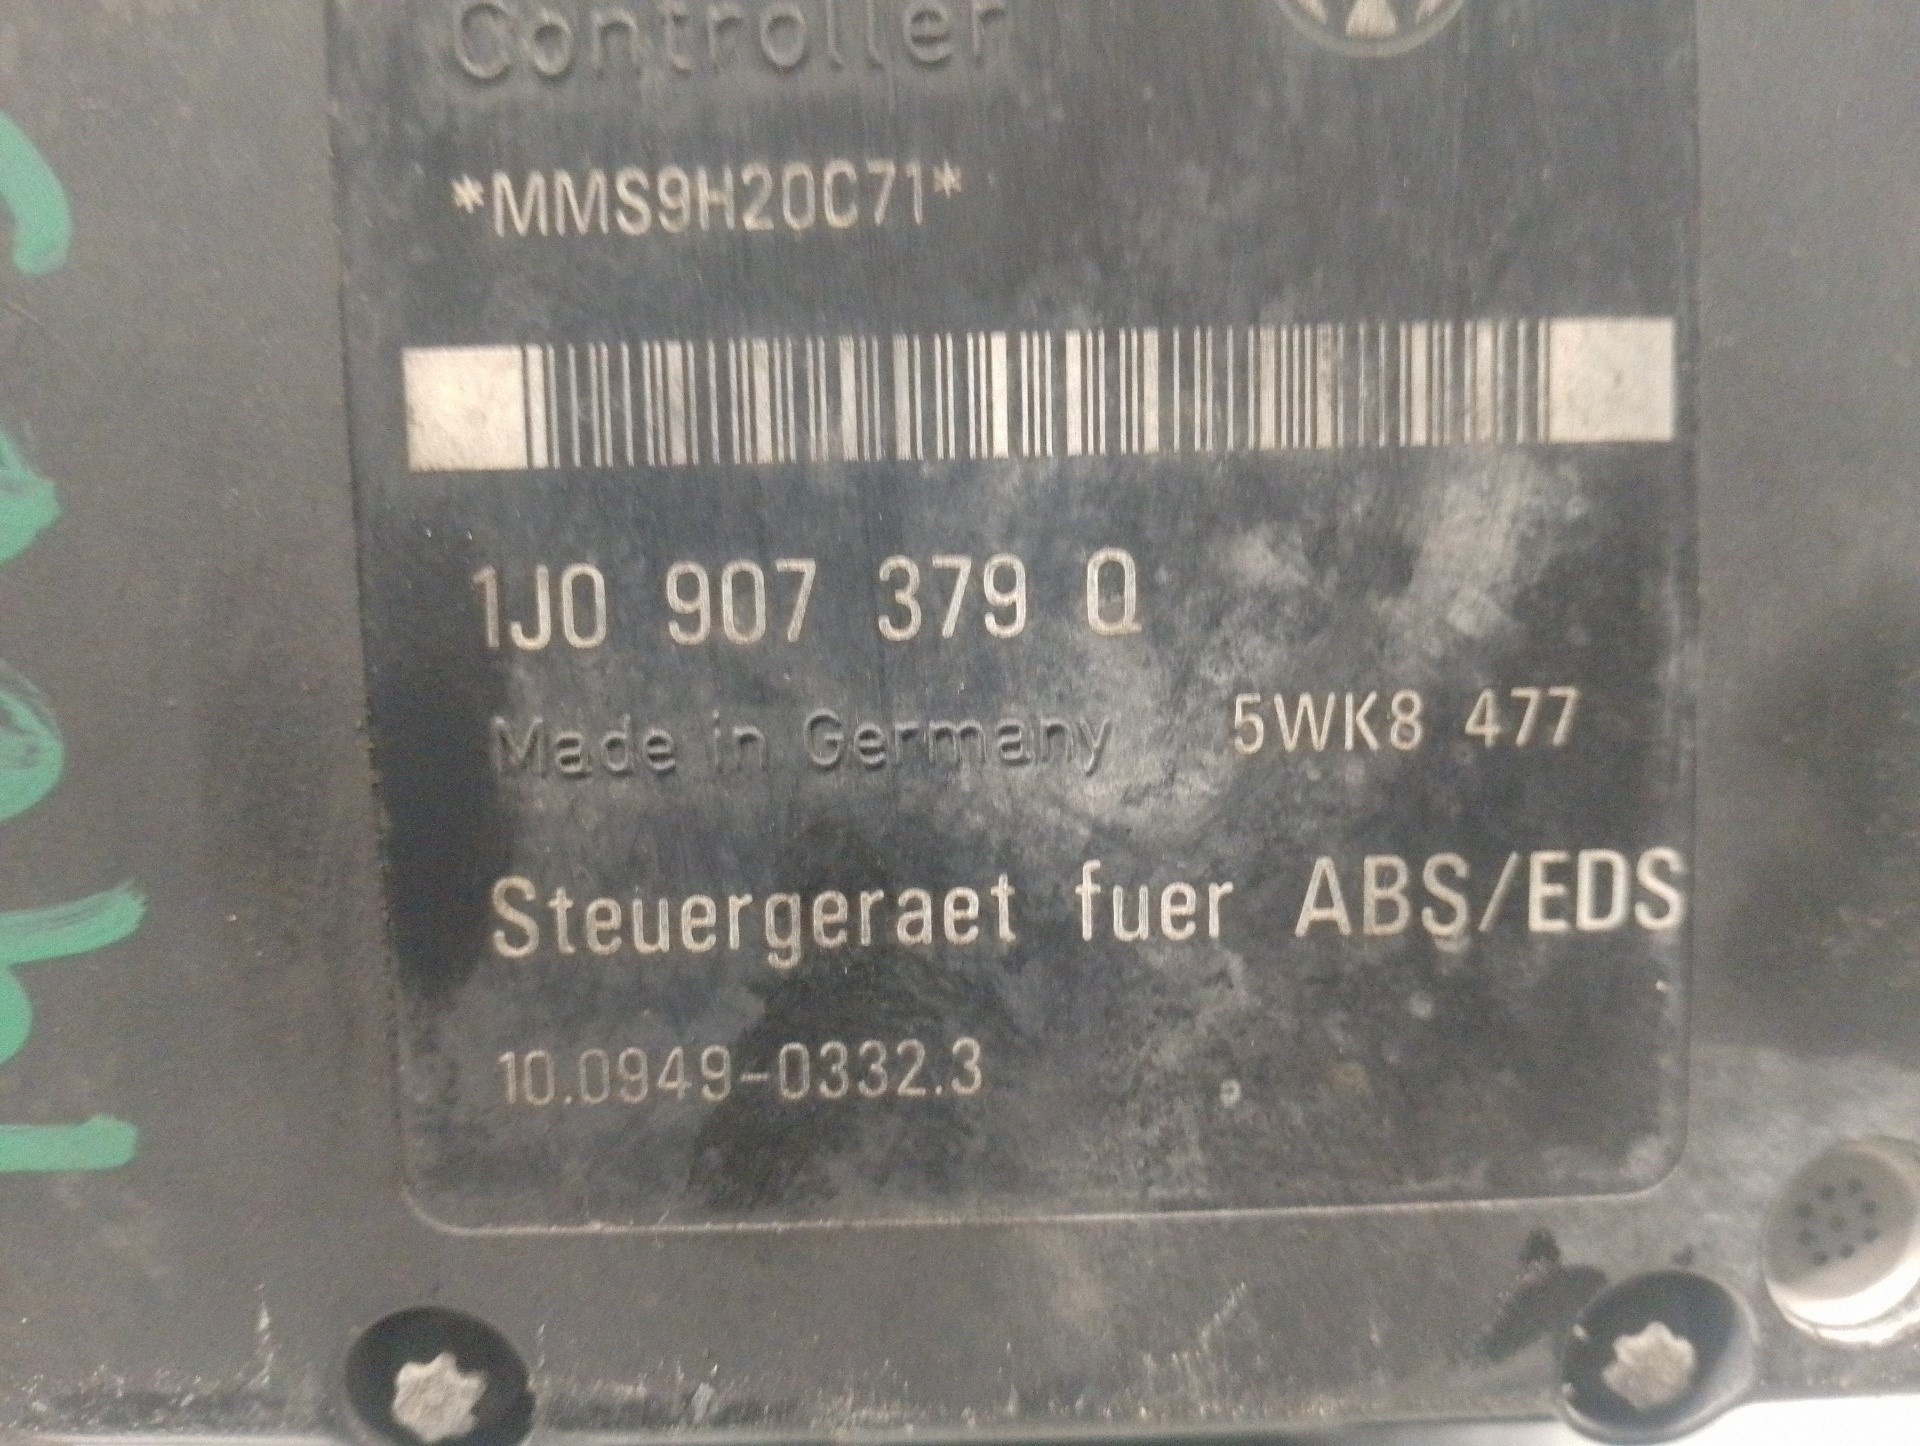 Controller
*MMS9H20C71*
1J0 907 379 Q
Made in Germany 5WK8 477
Steuergeraet fuer ABS/EDS
10.0949-0332.3